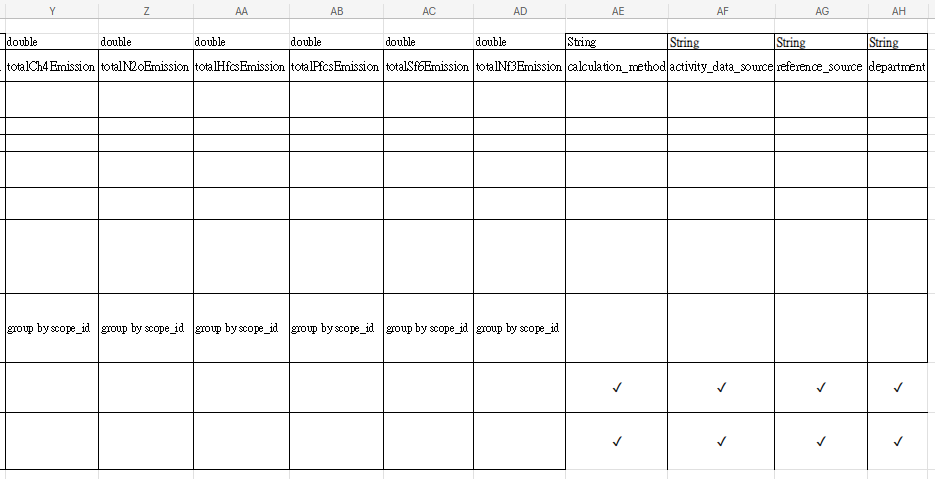 Y Z AA AB AC AD AE AF AG AH
double double double double double double String String String String
totalCh4Emission totalN2oEmission totalHfcsEmission totalPfcsEmission totalSf6Emission totalNf3Emission calculation_method activity_data_source reference_source department
group by scope_id group by scope_id group by scope_id group by scope_id group by scope_id group by scope_id
✓ ✓ ✓ ✓
✓ ✓ ✓ ✓